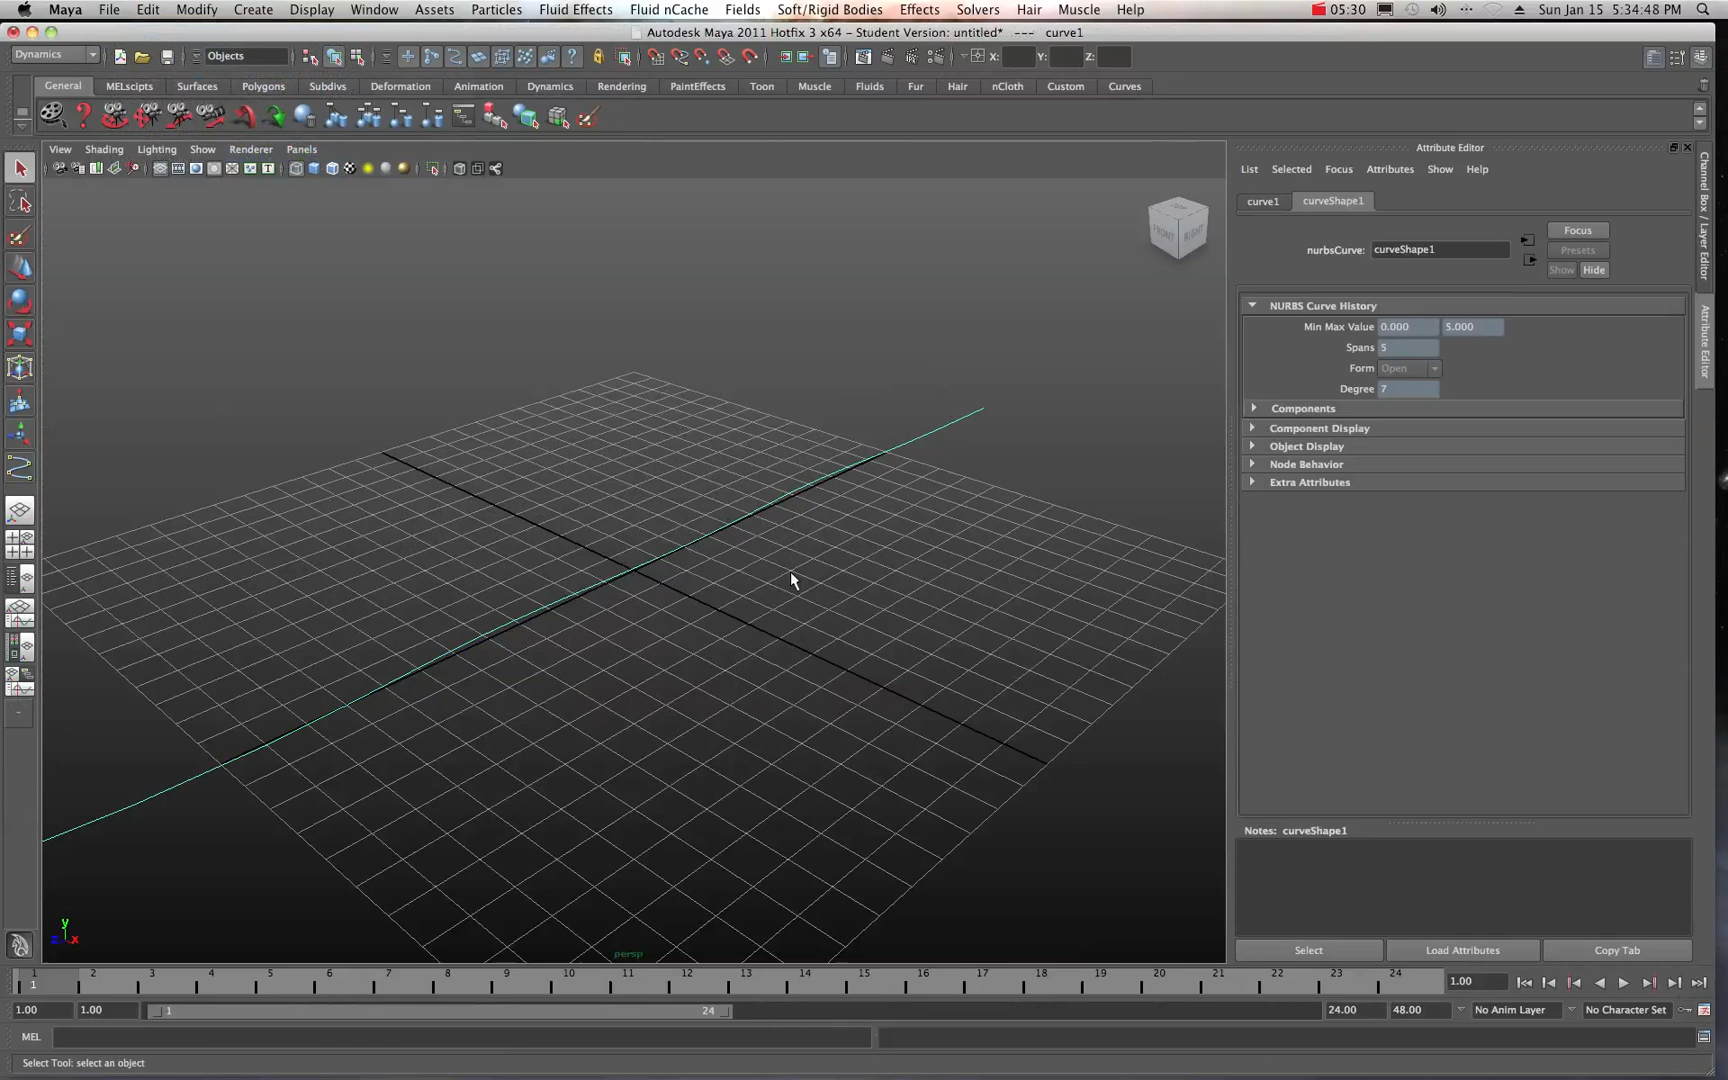 Maya File Edit Modify Create Display Window Assets Particles Fluid Effects Fluid nCache Fields Soft/Rigid Bodies Effects Solvers Hair Muscle Help 05:30 Sun Jan 15 5:34:48 PM
Autodesk Maya 2011 Hotfix 3 x64 - Student Version: untitled* --- curve1
Dynamics Objects X: Y: Z:
General MELscipts Surfaces Polygons Subdivs Deformation Animation Dynamics Rendering PaintEffects Toon Muscle Fluids Fur Hair nCloth Custom Curves
View Shading Lighting Show Renderer Panels
Attribute Editor
List Selected Focus Attributes Show Help
curve1 curveShape1
Focus
nurbsCurve: curveShape1
Presets
Show Hide
NURBS Curve History
Min Max Value 0.000 5.000
Spans 5
Form Open
Degree 7
Components
Component Display
Object Display
Node Behavior
Extra Attributes
Channel Box / Layer Editor
Attribute Editor
FRONT RIGHT
Notes: curveShape1
y
z x
persp
Select Load Attributes Copy Tab
1 2 3 4 5 6 7 8 9 10 11 12 13 14 15 16 17 18 19 20 21 22 23 24
1 1.00
1.00 1.00 1 24 24.00 48.00 No Anim Layer No Character Set
MEL
Select Tool: select an object